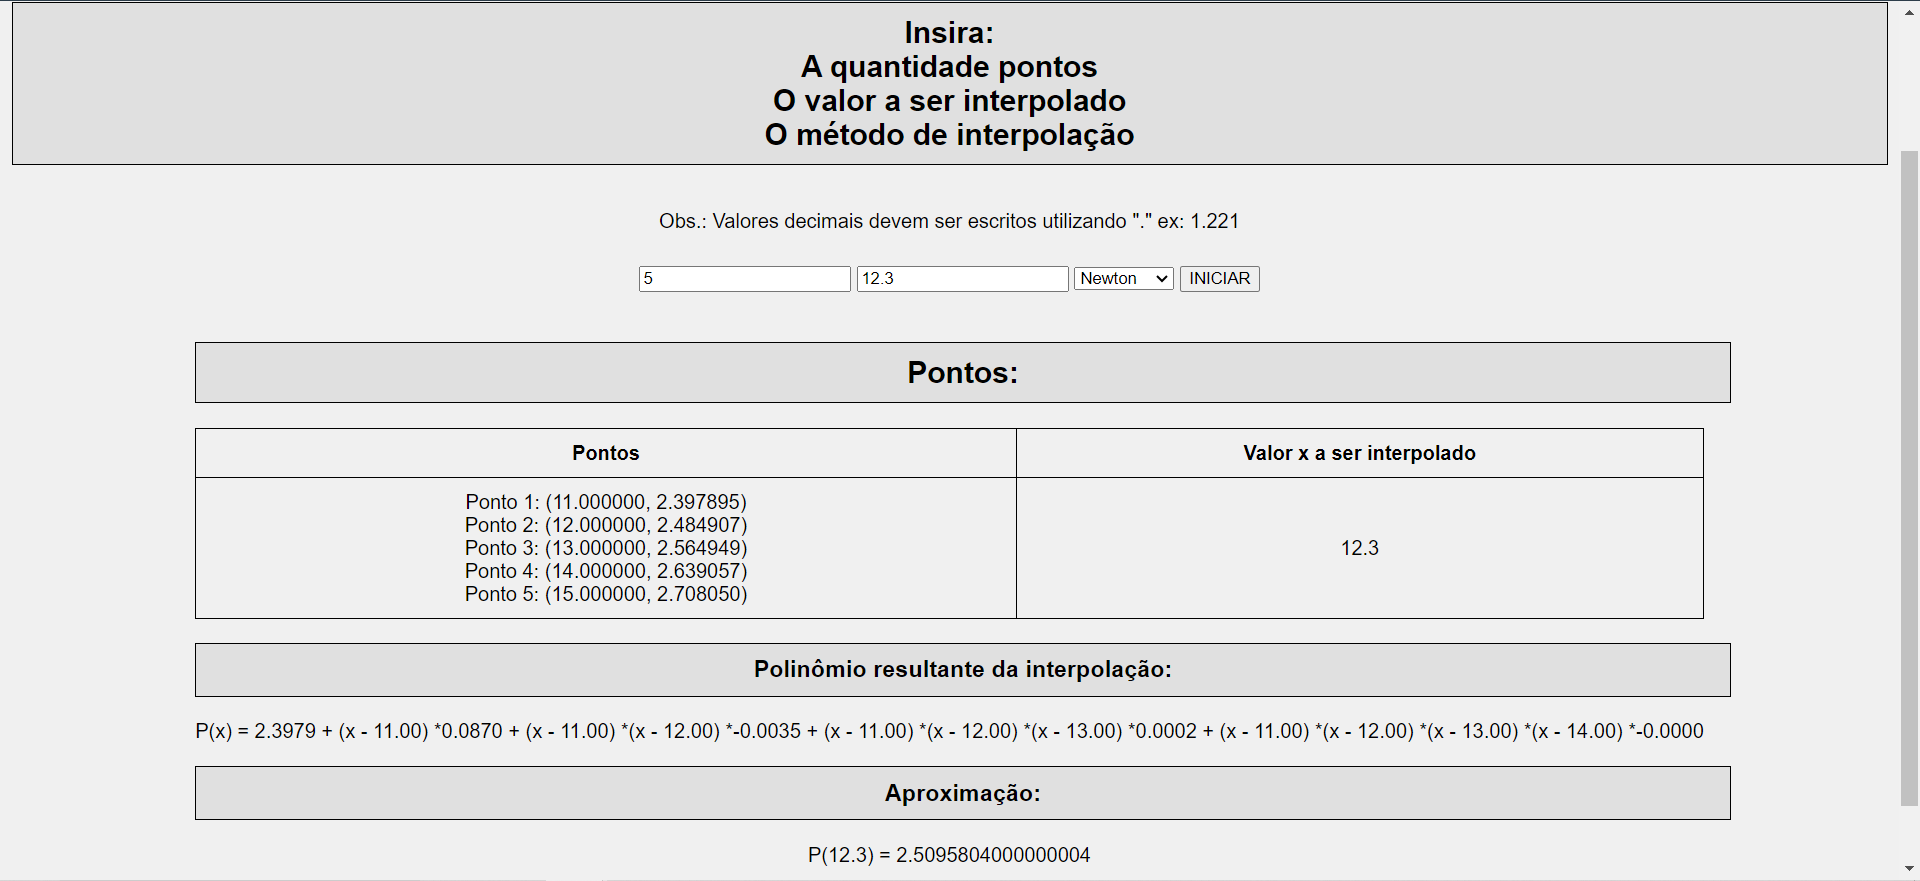 Insira:
A quantidade pontos
O valor a ser interpolado
O método de interpolação
Obs.: Valores decimais devem ser escritos utilizando "." ex: 1.221
5 12.3 Newton INICIAR
Pontos:
Pontos Valor x a ser interpolado
Ponto 1: (11.000000, 2.397895)
Ponto 2: (12.000000, 2.484907)
Ponto 3: (13.000000, 2.564949)
Ponto 4: (14.000000, 2.639057)
Ponto 5: (15.000000, 2.708050)
12.3
Polinômio resultante da interpolação:
P(x) = 2.3979 + (x - 11.00) *0.0870 + (x - 11.00) *(x - 12.00) *-0.0035 + (x - 11.00) *(x - 12.00) *(x - 13.00) *0.0002 + (x - 11.00) *(x - 12.00) *(x - 13.00) *(x - 14.00) *-0.0000
Aproximação:
P(12.3) = 2.5095804000000004